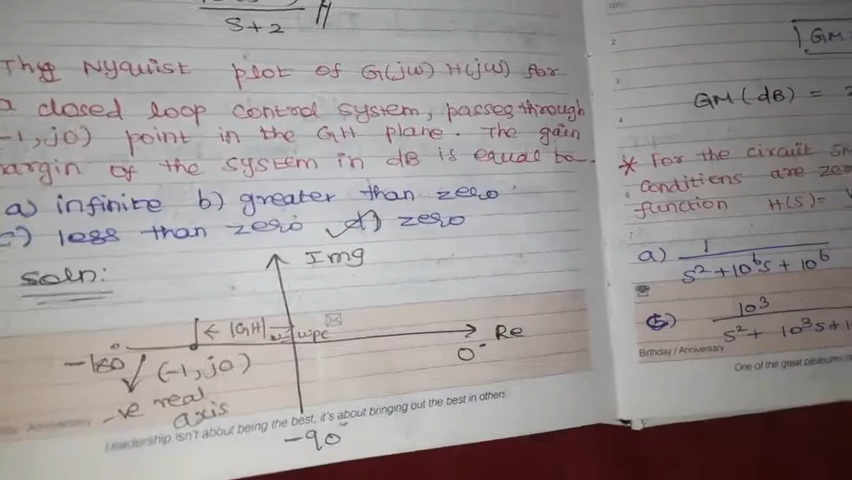 S+2
The Nyquist plot of G(jω) H(jω) for
a closed loop control system, passes through
-1, j0) point in the GH plane. The gain
margin of the system in dB is equal to
a) infinite b) greater than zero
c) less than zero d) zero
Soln:
Img
← |GH| ωpc
-180° Re
0°
(-1, j0)
-ve real
axis
-90°
Anniversary
Leadership isn't about being the best, it's about bringing out the best in others
GM=
GM(dB) =
* For the circuit
conditions are zero
function H(S)=
a) 1
S²+10⁶S+10⁶
10³
S²+ 10³S+1
Birthday / Anniversary
One of the great pleasures